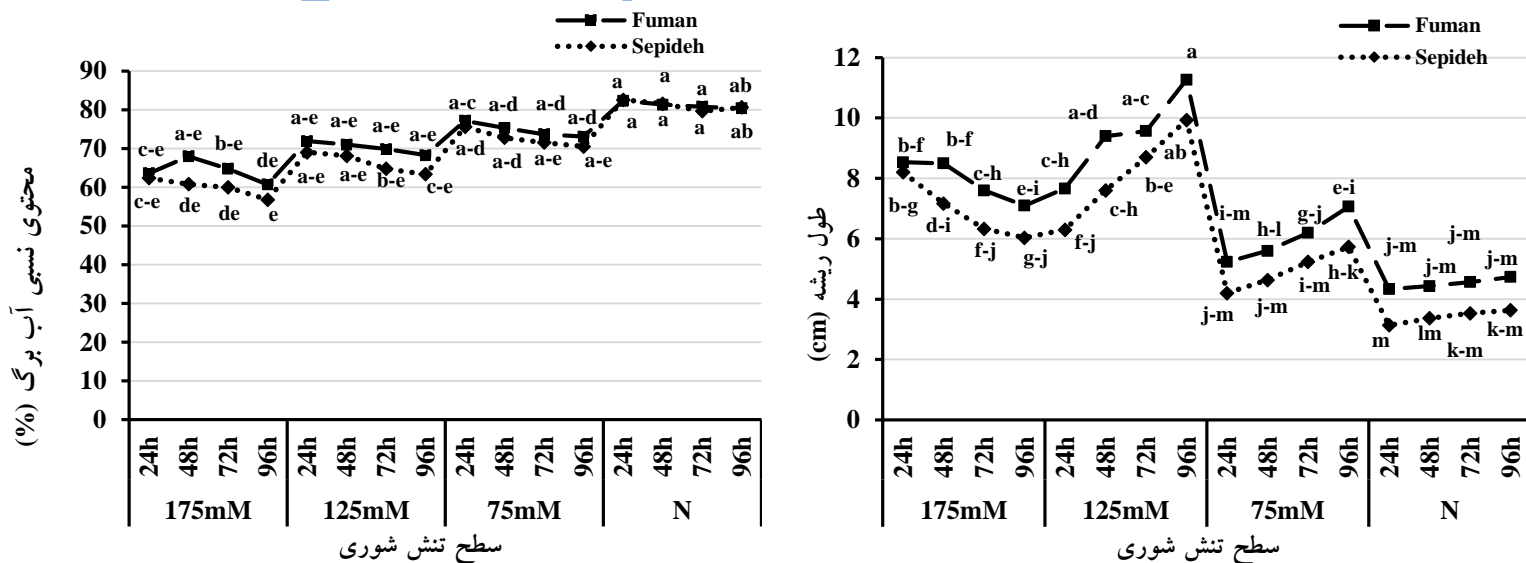 Fuman
Sepideh
90
80
70
60
50
40
30
20
10
0
محتوی نسبی آب برگ (%)
c-e a-e b-e de a-e a-e a-e a-e a-c a-d a-d a-d a a a ab
c-e de de e a-e a-e b-e c-e a-d a-d a-e a-e a a a ab
24h 48h 72h 96h 24h 48h 72h 96h 24h 48h 72h 96h 24h 48h 72h 96h
175mM 125mM 75mM N
سطح تنش شوری
Fuman
Sepideh
12
10
8
6
4
2
0
طول ریشه (cm)
b-f b-f c-h e-i c-h a-d a-c a i-m h-l g-j e-i j-m j-m j-m j-m
b-g d-i f-j g-j f-j c-h b-e ab j-m j-m i-m h-k m lm k-m k-m
24h 48h 72h 96h 24h 48h 72h 96h 24h 48h 72h 96h 24h 48h 72h 96h
175mM 125mM 75mM N
سطح تنش شوری